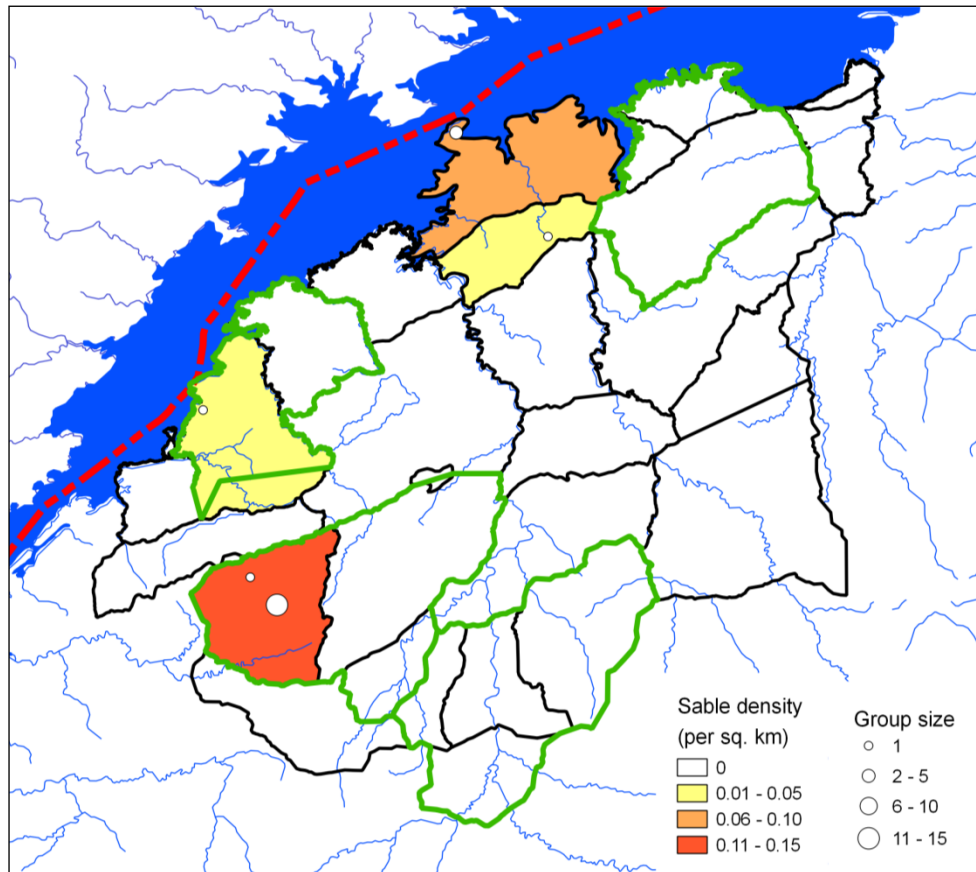 Sable density
(per sq. km)
0
0.01 - 0.05
0.06 - 0.10
0.11 - 0.15
Group size
1
2 - 5
6 - 10
11 - 15